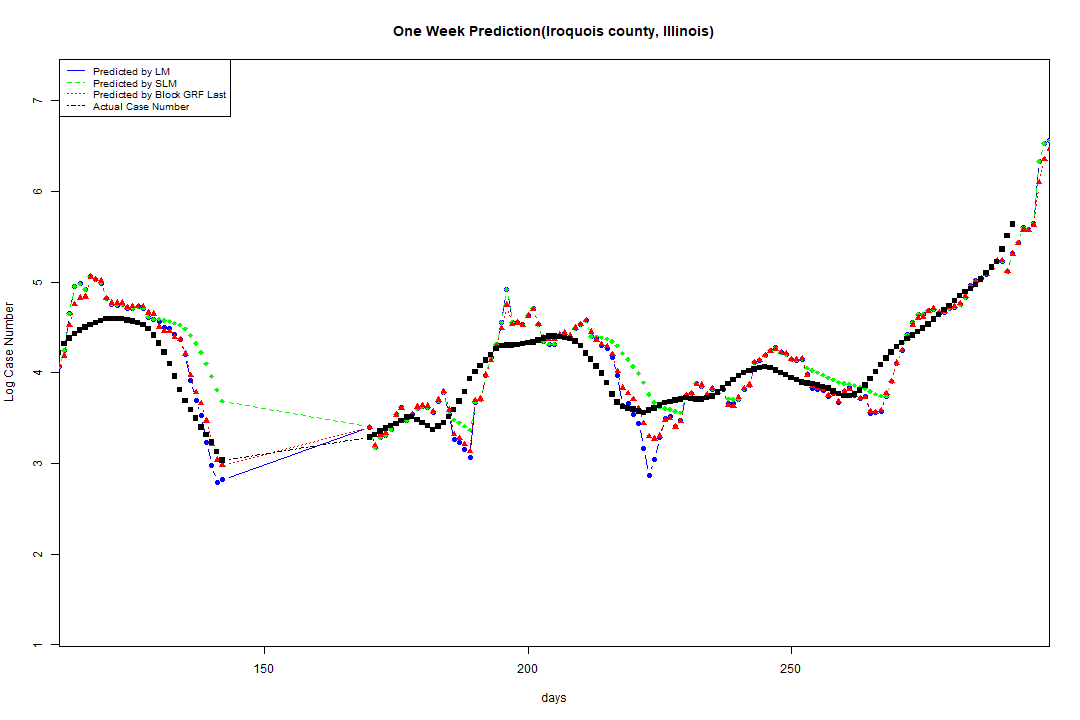 One Week Prediction(Iroquois county, Illinois)
Predicted by LM
Predicted by SLM
Predicted by Block GRF Last
Actual Case Number
7
6
5
4
3
2
1
Log Case Number
150
200
250
days